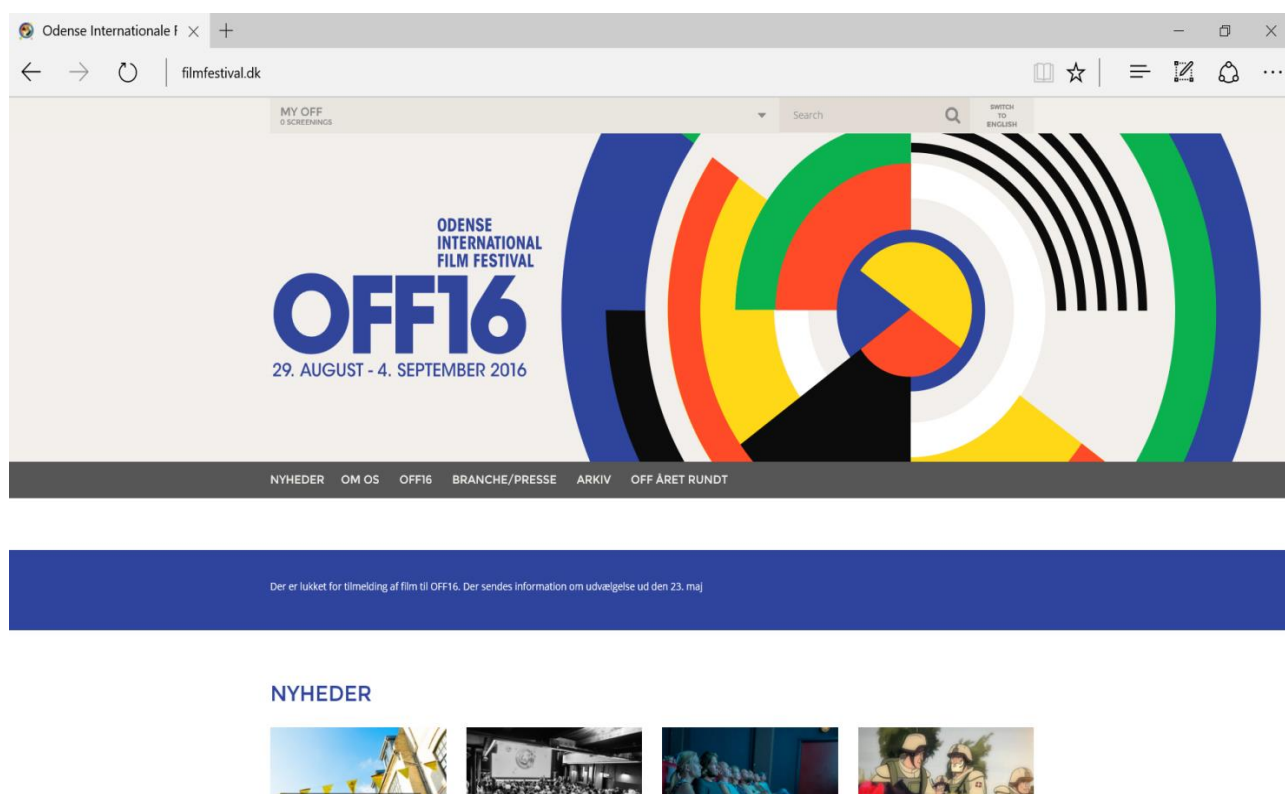 Odense Internationale F
filmfestival.dk
MY OFF
0 SCREENINGS
Search
SWITCH
TO
ENGLISH
ODENSE
INTERNATIONAL
FILM FESTIVAL
OFF16
29. AUGUST - 4. SEPTEMBER 2016
NYHEDER OM OS OFF16 BRANCHE/PRESSE ARKIV OFF ÅRET RUNDT
Der er lukket for tilmelding af film til OFF16. Der sendes information om udvælgelse ud den 23. maj
NYHEDER